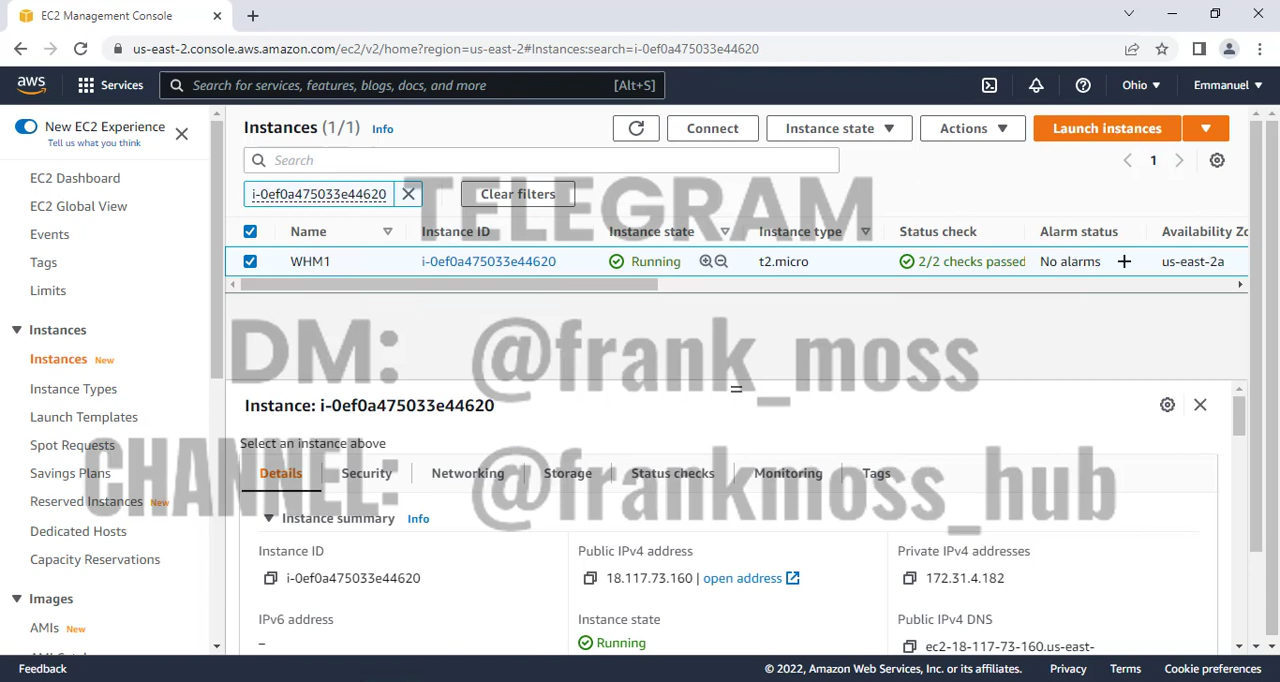 EC2 Management Console
us-east-2.console.aws.amazon.com/ec2/v2/home?region=us-east-2#Instances:search=i-0ef0a475033e44620
aws Services Search for services, features, blogs, docs, and more [Alt+S] Ohio Emmanuel
New EC2 Experience
Tell us what you think
EC2 Dashboard
EC2 Global View
Events
Tags
Limits
Instances
Instances New
Instance Types
Launch Templates
Spot Requests
Savings Plans
Reserved Instances New
Dedicated Hosts
Capacity Reservations
Images
AMIs New
Instances (1/1) Info
Connect Instance state Actions Launch instances
Search
1
i-0ef0a475033e44620 Clear filters
Name Instance ID Instance state Instance type Status check Alarm status Availability Zo
WHM1 i-0ef0a475033e44620 Running t2.micro 2/2 checks passed No alarms us-east-2a
TELEGRAM
DM: @frank_moss
CHANNEL: @frankmoss_hub
Instance: i-0ef0a475033e44620
Select an instance above
Details Security Networking Storage Status checks Monitoring Tags
Instance summary Info
Instance ID
i-0ef0a475033e44620
Public IPv4 address
18.117.73.160 | open address
Private IPv4 addresses
172.31.4.182
IPv6 address
–
Instance state
Running
Public IPv4 DNS
ec2-18-117-73-160.us-east-
Feedback © 2022, Amazon Web Services, Inc. or its affiliates. Privacy Terms Cookie preferences